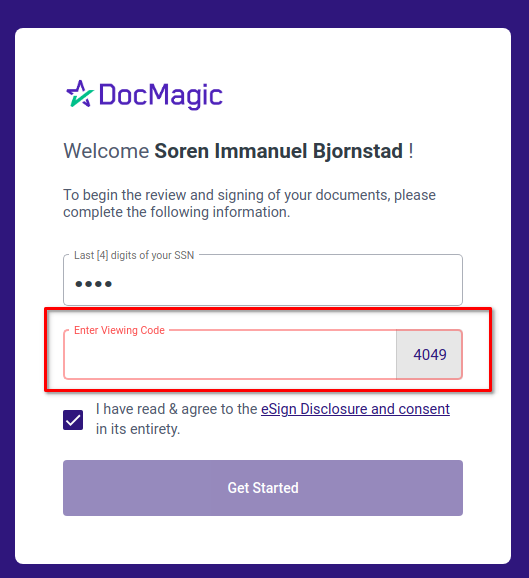 DocMagic
Welcome Soren Immanuel Bjornstad !
To begin the review and signing of your documents, please
complete the following information.
Last [4] digits of your SSN
••••
Enter Viewing Code
4049
I have read & agree to the eSign Disclosure and consent
in its entirety.
Get Started